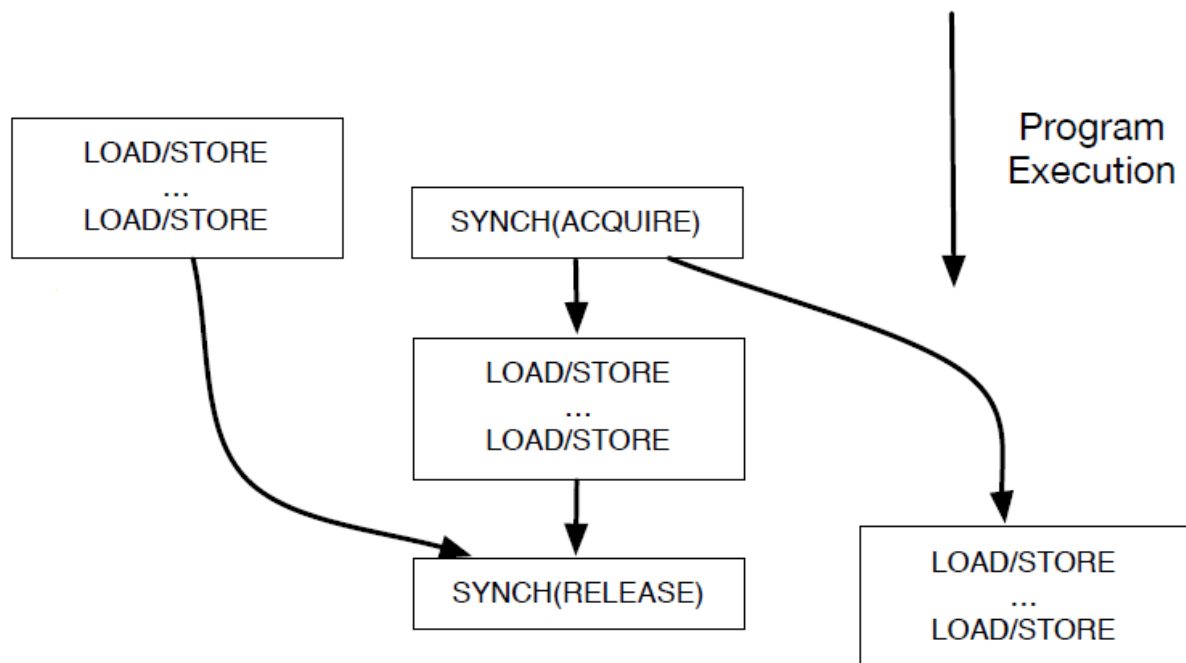 Program
Execution
LOAD/STORE
...
LOAD/STORE
SYNCH(ACQUIRE)
LOAD/STORE
...
LOAD/STORE
SYNCH(RELEASE)
LOAD/STORE
...
LOAD/STORE